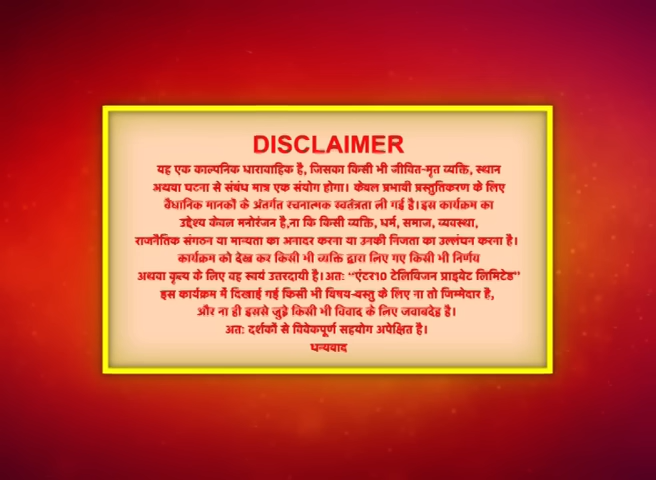 DISCLAIMER
यह एक काल्पनिक धारावाहिक है, जिसका किसी भी जीवित-मृत व्यक्ति, स्थान
अथवा घटना से संबंध मात्र एक संयोग होगा। केवल प्रभावी प्रस्तुतिकरण के लिए
वैधानिक मानकों के अंतर्गत रचनात्मक स्वतंत्रता ली गई है। इस कार्यक्रम का
उद्देश्य केवल मनोरंजन है,ना कि किसी व्यक्ति, धर्म, समाज, व्यवस्था,
राजनैतिक संगठन या मान्यता का अनादर करना या उनकी निजता का उल्लंघन करना है।
कार्यक्रम को देख कर किसी भी व्यक्ति द्वारा लिए गए किसी भी निर्णय
अथवा कृत्य के लिए वह स्वयं उत्तरदायी है। अतः "एंटर10 टेलिविजन प्राइवेट लिमिटेड"
इस कार्यक्रम में दिखाई गई किसी भी विषय-वस्तु के लिए ना तो जिम्मेदार है,
और ना ही इससे जुड़े किसी भी विवाद के लिए जवाबदेह है।
अतः दर्शकों से विवेकपूर्ण सहयोग अपेक्षित है।
धन्यवाद